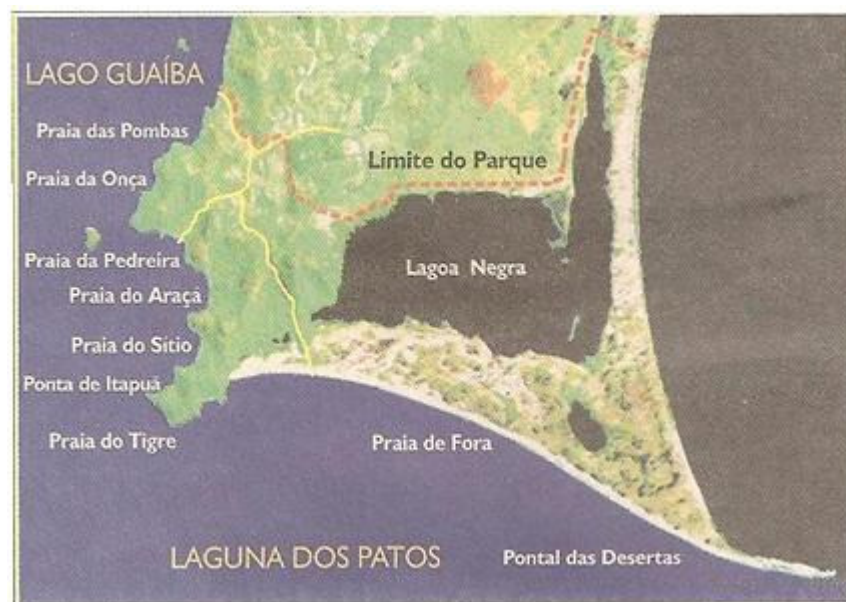 LAGO GUAÍBA
Praia das Pombas
Limite do Parque
Praia da Onça
Praia da Pedreira
Lagoa Negra
Praia do Araçá
Praia do Sítio
Ponta de Itapuã
Praia do Tigre
Praia de Fora
LAGUNA DOS PATOS
Pontal das Desertas